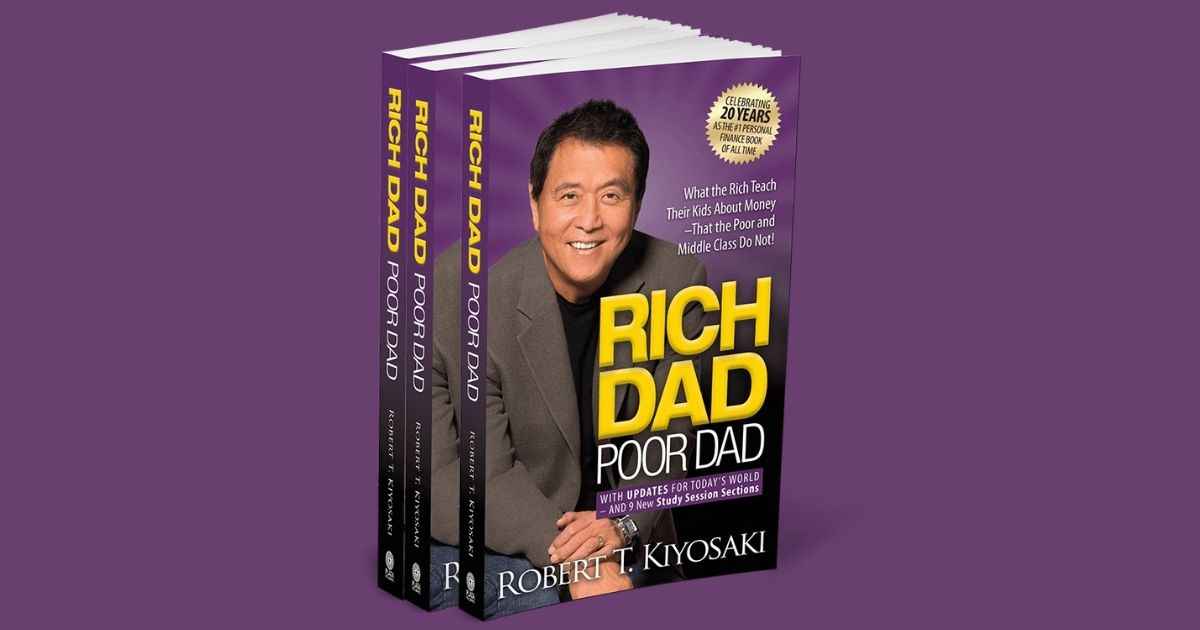 RICH DAD POOR DAD
ROBERT T. KIYOSAKI
RICH DAD POOR DAD
ROBERT T. KIYOSAKI
RICH DAD POOR DAD
ROBERT T. KIYOSAKI
CELEBRATING
20 YEARS
AS THE #1 PERSONAL
FINANCE BOOK
OF ALL TIME
What the Rich Teach
Their Kids About Money
–That the Poor and
Middle Class Do Not!
RICH
DAD
POOR DAD
WITH UPDATES FOR TODAY'S WORLD
– AND 9 New Study Session Sections
ROBERT T. KIYOSAKI
R